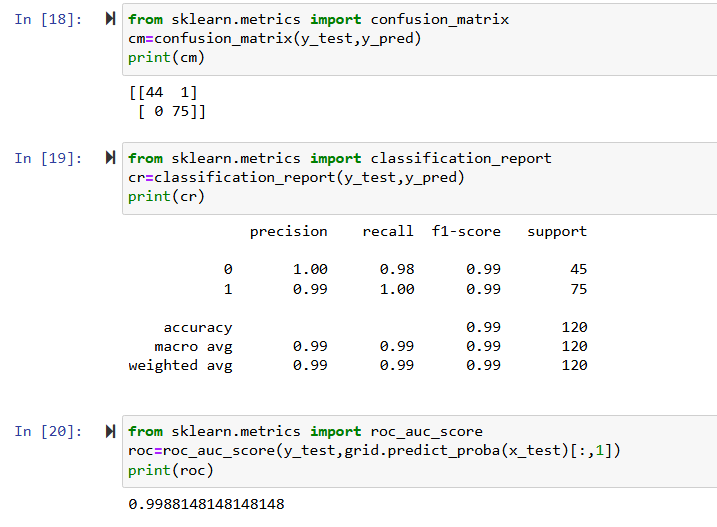 In [18]: from sklearn.metrics import confusion_matrix
cm=confusion_matrix(y_test,y_pred)
print(cm)
[[44  1]
 [ 0 75]]
In [19]: from sklearn.metrics import classification_report
cr=classification_report(y_test,y_pred)
print(cr)
              precision    recall  f1-score   support
           0       1.00      0.98      0.99        45
           1       0.99      1.00      0.99        75
    accuracy                           0.99       120
   macro avg       0.99      0.99      0.99       120
weighted avg       0.99      0.99      0.99       120
In [20]: from sklearn.metrics import roc_auc_score
roc=roc_auc_score(y_test,grid.predict_proba(x_test)[:,1])
print(roc)
0.9988148148148148